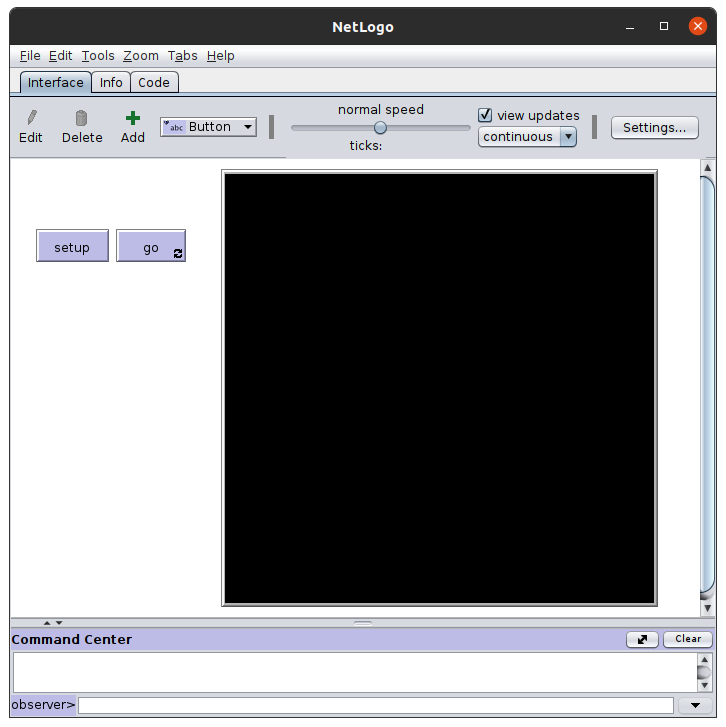 NetLogo
File Edit Tools Zoom Tabs Help
Interface Info Code
normal speed
view updates
Edit Delete Add abc Button continuous Settings...
ticks:
setup go
Command Center Clear
observer>